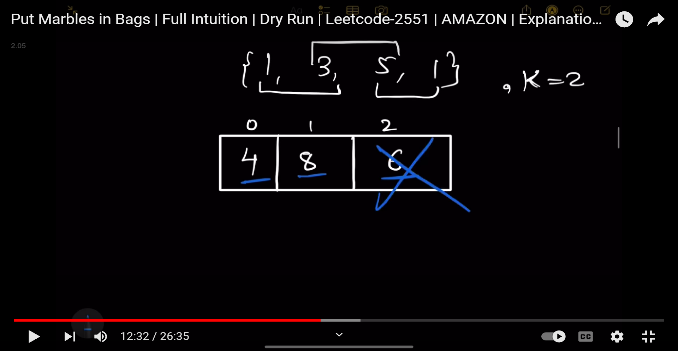 Put Marbles in Bags | Full Intuition | Dry Run | Leetcode-2551 | AMAZON | Explanatio...
{1, 3, 5, 1} , K=2
0 1 2
4 8 6
12:32 / 26:35
CC